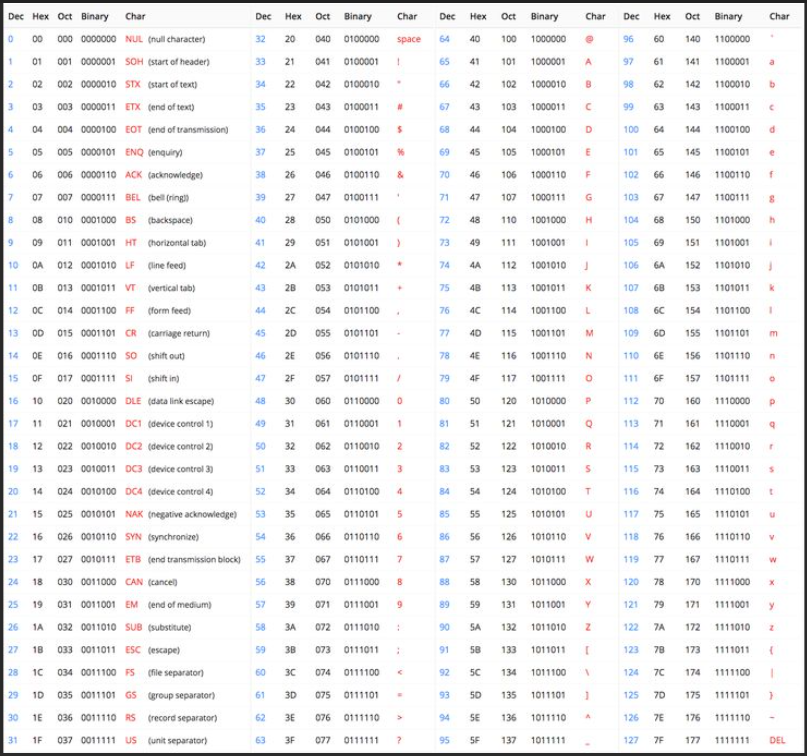 Dec Hex Oct Binary Char Dec Hex Oct Binary Char Dec Hex Oct Binary Char Dec Hex Oct Binary Char
0 00 000 0000000 NUL (null character) 32 20 040 0100000 space 64 40 100 1000000 @ 96 60 140 1100000 `
1 01 001 0000001 SOH (start of header) 33 21 041 0100001 ! 65 41 101 1000001 A 97 61 141 1100001 a
2 02 002 0000010 STX (start of text) 34 22 042 0100010 " 66 42 102 1000010 B 98 62 142 1100010 b
3 03 003 0000011 ETX (end of text) 35 23 043 0100011 # 67 43 103 1000011 C 99 63 143 1100011 c
4 04 004 0000100 EOT (end of transmission) 36 24 044 0100100 $ 68 44 104 1000100 D 100 64 144 1100100 d
5 05 005 0000101 ENQ (enquiry) 37 25 045 0100101 % 69 45 105 1000101 E 101 65 145 1100101 e
6 06 006 0000110 ACK (acknowledge) 38 26 046 0100110 & 70 46 106 1000110 F 102 66 146 1100110 f
7 07 007 0000111 BEL (bell (ring)) 39 27 047 0100111 ' 71 47 107 1000111 G 103 67 147 1100111 g
8 08 010 0001000 BS (backspace) 40 28 050 0101000 ( 72 48 110 1001000 H 104 68 150 1101000 h
9 09 011 0001001 HT (horizontal tab) 41 29 051 0101001 ) 73 49 111 1001001 I 105 69 151 1101001 i
10 0A 012 0001010 LF (line feed) 42 2A 052 0101010 * 74 4A 112 1001010 J 106 6A 152 1101010 j
11 0B 013 0001011 VT (vertical tab) 43 2B 053 0101011 + 75 4B 113 1001011 K 107 6B 153 1101011 k
12 0C 014 0001100 FF (form feed) 44 2C 054 0101100 , 76 4C 114 1001100 L 108 6C 154 1101100 l
13 0D 015 0001101 CR (carriage return) 45 2D 055 0101101 - 77 4D 115 1001101 M 109 6D 155 1101101 m
14 0E 016 0001110 SO (shift out) 46 2E 056 0101110 . 78 4E 116 1001110 N 110 6E 156 1101110 n
15 0F 017 0001111 SI (shift in) 47 2F 057 0101111 / 79 4F 117 1001111 O 111 6F 157 1101111 o
16 10 020 0010000 DLE (data link escape) 48 30 060 0110000 0 80 50 120 1010000 P 112 70 160 1110000 p
17 11 021 0010001 DC1 (device control 1) 49 31 061 0110001 1 81 51 121 1010001 Q 113 71 161 1110001 q
18 12 022 0010010 DC2 (device control 2) 50 32 062 0110010 2 82 52 122 1010010 R 114 72 162 1110010 r
19 13 023 0010011 DC3 (device control 3) 51 33 063 0110011 3 83 53 123 1010011 S 115 73 163 1110011 s
20 14 024 0010100 DC4 (device control 4) 52 34 064 0110100 4 84 54 124 1010100 T 116 74 164 1110100 t
21 15 025 0010101 NAK (negative acknowledge) 53 35 065 0110101 5 85 55 125 1010101 U 117 75 165 1110101 u
22 16 026 0010110 SYN (synchronize) 54 36 066 0110110 6 86 56 126 1010110 V 118 76 166 1110110 v
23 17 027 0010111 ETB (end transmission block) 55 37 067 0110111 7 87 57 127 1010111 W 119 77 167 1110111 w
24 18 030 0011000 CAN (cancel) 56 38 070 0111000 8 88 58 130 1011000 X 120 78 170 1111000 x
25 19 031 0011001 EM (end of medium) 57 39 071 0111001 9 89 59 131 1011001 Y 121 79 171 1111001 y
26 1A 032 0011010 SUB (substitute) 58 3A 072 0111010 : 90 5A 132 1011010 Z 122 7A 172 1111010 z
27 1B 033 0011011 ESC (escape) 59 3B 073 0111011 ; 91 5B 133 1011011 [ 123 7B 173 1111011 {
28 1C 034 0011100 FS (file separator) 60 3C 074 0111100 < 92 5C 134 1011100 \ 124 7C 174 1111100 |
29 1D 035 0011101 GS (group separator) 61 3D 075 0111101 = 93 5D 135 1011101 ] 125 7D 175 1111101 }
30 1E 036 0011110 RS (record separator) 62 3E 076 0111110 > 94 5E 136 1011110 ^ 126 7E 176 1111110 ~
31 1F 037 0011111 US (unit separator) 63 3F 077 0111111 ? 95 5F 137 1011111 _ 127 7F 177 1111111 DEL